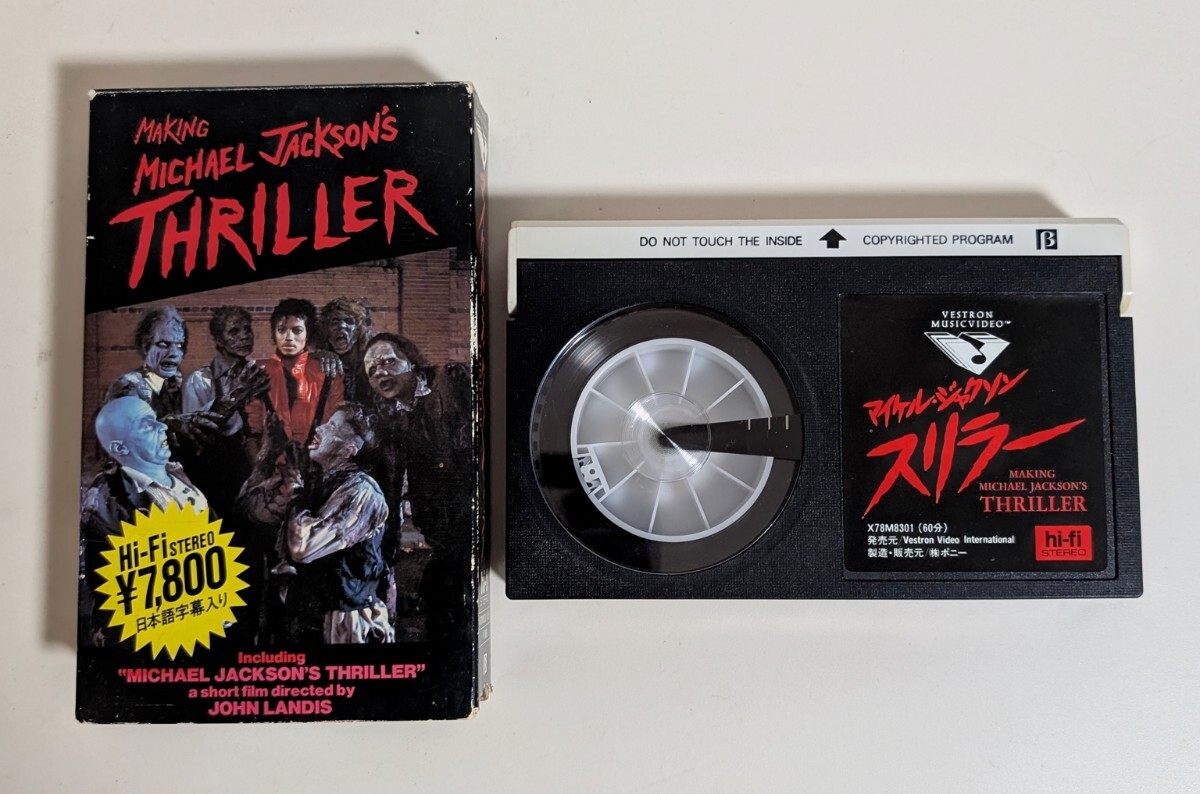 MAKING
MICHAEL JACKSON'S
THRILLER
Hi-Fi STEREO
¥7,800
日本語字幕入り
Including
"MICHAEL JACKSON'S THRILLER"
a short film directed by
JOHN LANDIS
DO NOT TOUCH THE INSIDE COPYRIGHTED PROGRAM β
VESTRON
MUSICVIDEO™
マイケル・ジャクソン
スリラー
MAKING
MICHAEL JACKSON'S
THRILLER
X78M8301(60分)
発売元/Vestron Video International
製造・販売元/㈱ポニー
hi-fi
STEREO